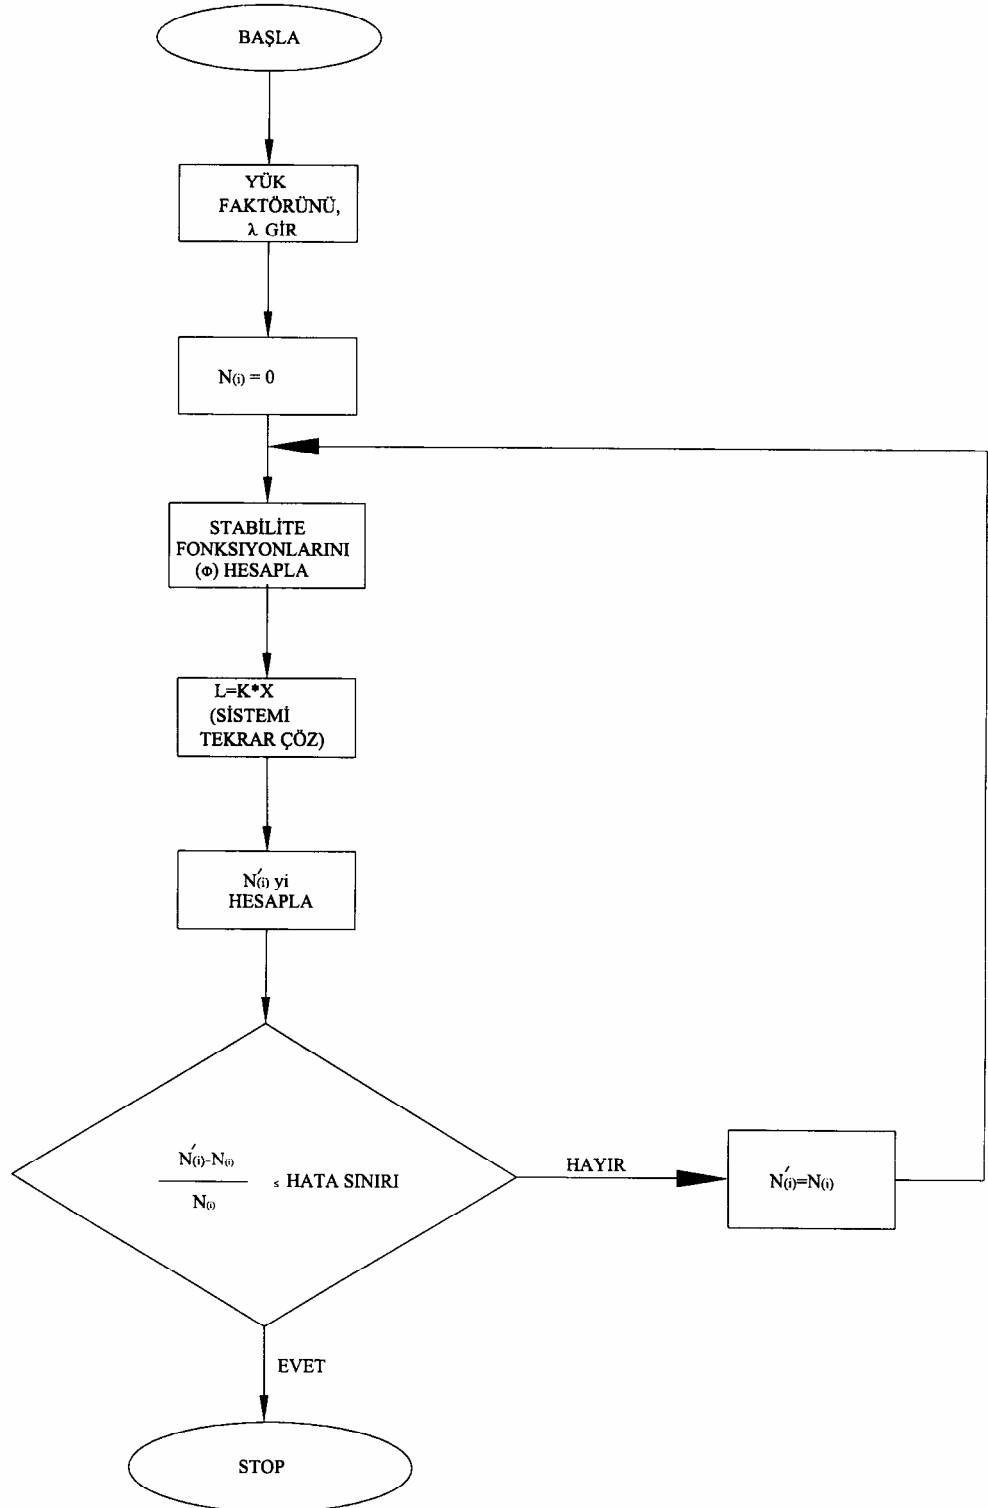 BAŞLA
YÜK
FAKTÖRÜNÜ,
λ GİR
N(i) = 0
STABİLİTE
FONKSIYONLARINI
(Φ) HESAPLA
L=K*X
(SİSTEMİ
TEKRAR ÇÖZ)
N′(i) yi
HESAPLA
N′(i)-N(i)
≤ HATA SINIRI
N(i)
HAYIR
N′(i)=N(i)
EVET
STOP